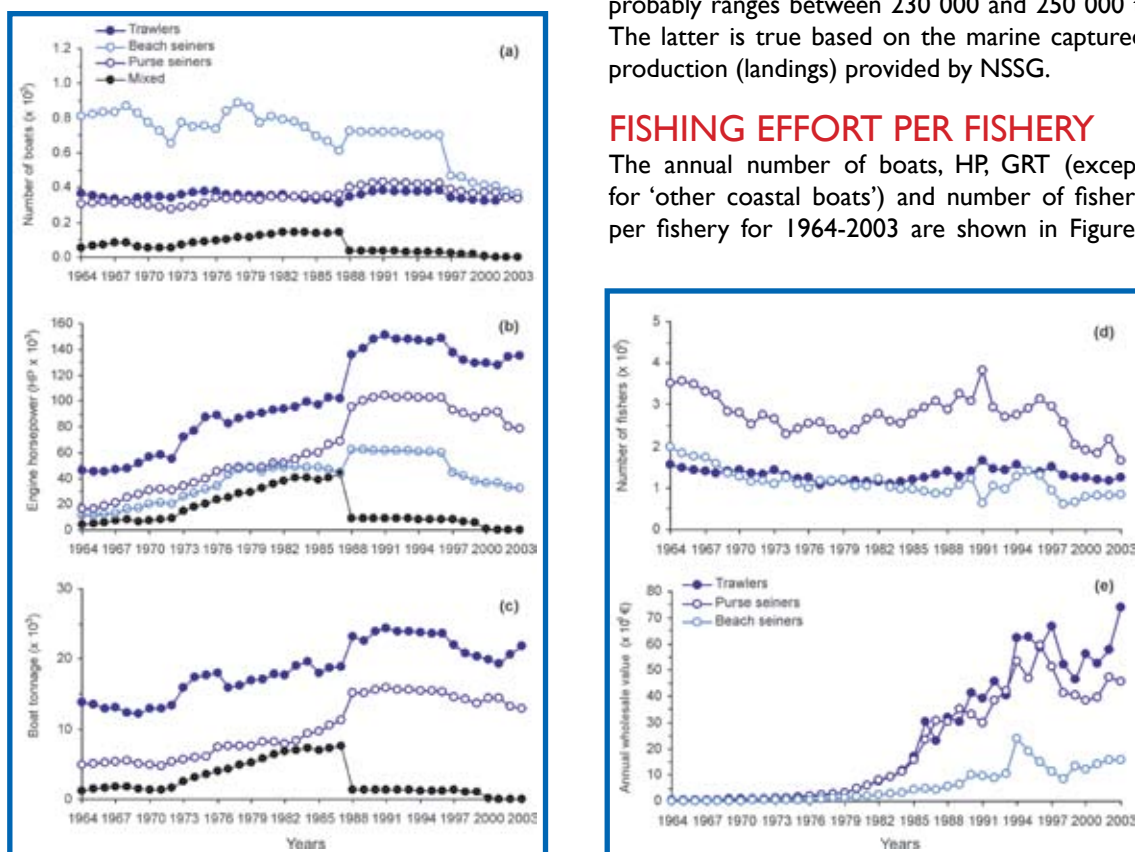 Trawlers
Beach seiners
Purse seiners
Mixed
(a)
Number of boats (x 10³)
1.2
1.0
0.8
0.6
0.4
0.2
0.0
1964 1967 1970 1973 1976 1979 1982 1985 1988 1991 1994 1997 2000 2003
(b)
Engine horsepower (HP x 10³)
160
140
120
100
80
60
40
20
0
1964 1967 1970 1973 1976 1979 1982 1985 1988 1991 1994 1997 2000 2003
(c)
Boat tonnage (x 10³)
30
20
10
0
1964 1967 1970 1973 1976 1979 1982 1985 1988 1991 1994 1997 2000 2003
Years
probably ranges between 230 000 and 250 000
The latter is true based on the marine captured
production (landings) provided by NSSG.
FISHING EFFORT PER FISHERY
The annual number of boats, HP, GRT (excep
for ‘other coastal boats’) and number of fisher
per fishery for 1964-2003 are shown in Figure
(d)
Number of fishers
5
4
3
2
1
0
1964 1967 1970 1973 1976 1979 1982 1985 1988 1991 1994 1997 2000 2003
(e)
Trawlers
Purse seiners
Beach seiners
Annual wholesale value
80
70
60
50
40
30
20
10
0
1964 1967 1970 1973 1976 1979 1982 1985 1988 1991 1994 1997 2000 2003
Years